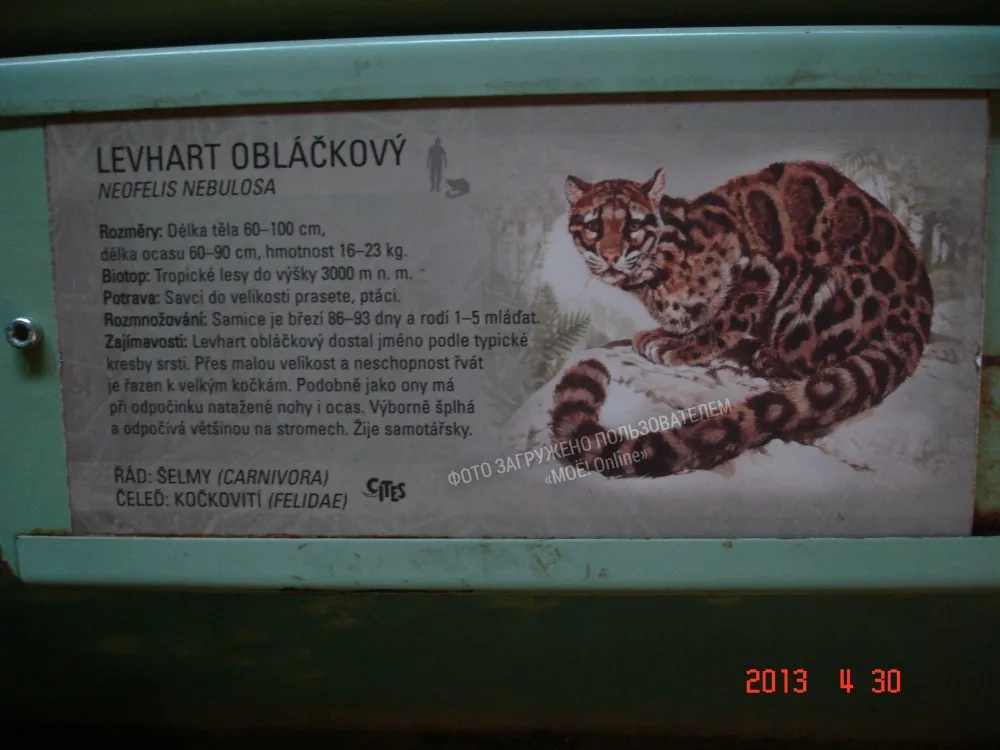 LEVHART OBLÁČKOVÝ
NEOFELIS NEBULOSA
Rozměry: Délka těla 60–100 cm,
délka ocasu 60–90 cm, hmotnost 16–23 kg.
Biotop: Tropické lesy do výšky 3000 m n. m.
Potrava: Savci do velikosti prasete, ptáci.
Rozmnožování: Samice je březí 86–93 dny a rodí 1–5 mláďat.
Zajímavosti: Levhart obláčkový dostal jméno podle typické
kresby srsti. Přes malou velikost a neschopnost řvát
je řazen k velkým kočkám. Podobně jako ony má
při odpočinku natažené nohy i ocas. Výborně šplhá
a odpočívá většinou na stromech. Žije samotářsky.
ŘÁD: ŠELMY (CARNIVORA)
ČELEĎ: KOČKOVITÍ (FELIDAE)
CITES
ФОТО ЗАГРУЖЕНО ПОЛЬЗОВАТЕЛЕМ
«МОЁ! Online»
2013 4 30